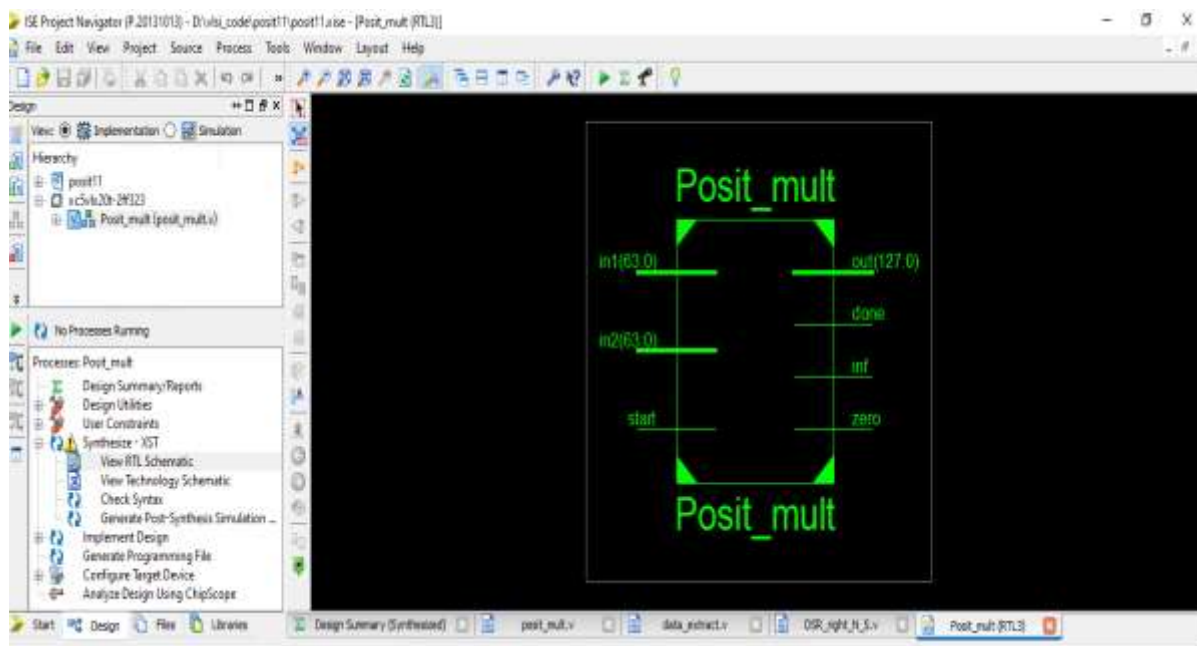 ISE Project Navigator (P.20131013) - D:\vlsi_code\posit11\posit11.xise - [Posit_mult (RTL3)]
File Edit View Project Source Process Tools Window Layout Help
Design
View: Implementation Simulation
Hierarchy
posit11
Posit_mult (posit_mult.v)
No Processes Running
Processes: Posit_mult
Design Summary/Reports
Design Utilities
User Constraints
Synthesize - XST
View RTL Schematic
View Technology Schematic
Check Syntax
Generate Post-Synthesis Simulation ...
Implement Design
Generate Programming File
Configure Target Device
Analyze Design Using ChipScope
Start Design Files Libraries
Posit_mult
in1(63:0)
out(127:0)
done
in2(63:0)
inf
start
zero
Posit_mult
Design Summary (Synthesized)
posit_mult.v
data_extract.v
DSR_right_N_S.v
Posit_mult (RTL3)